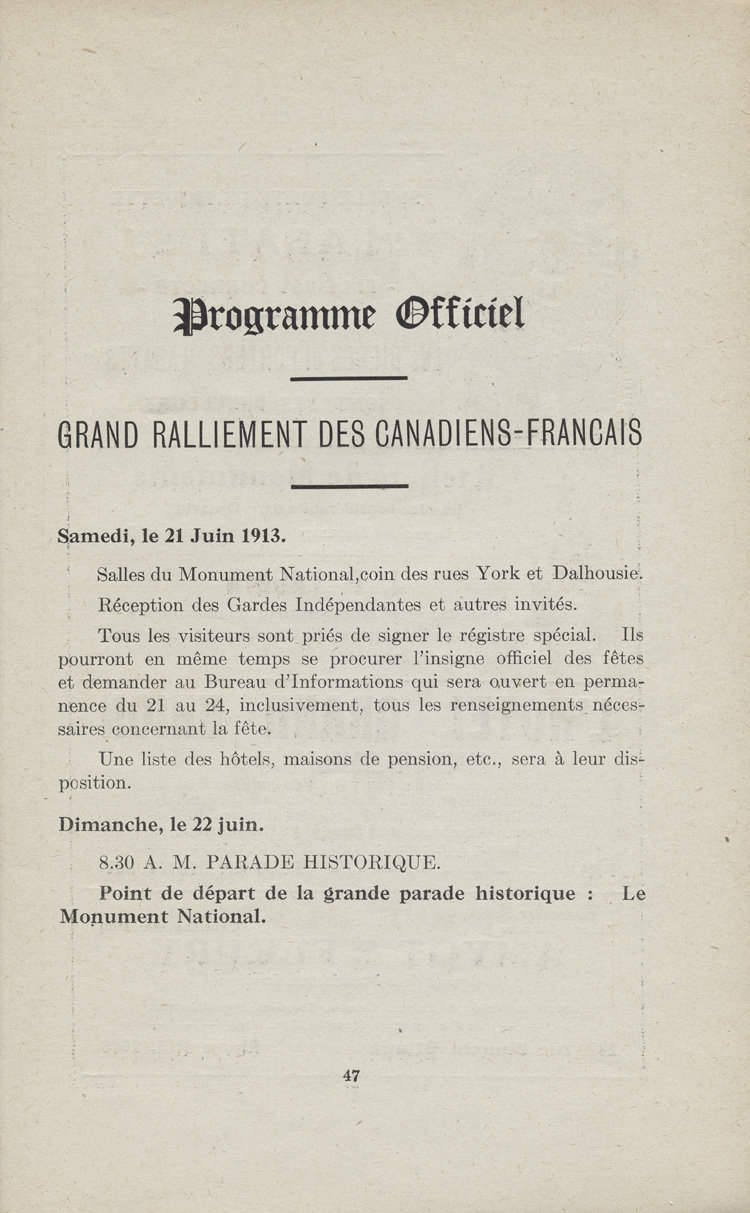 Programme Officiel
GRAND RALLIEMENT DES CANADIENS-FRANCAIS
Samedi, le 21 Juin 1913.
Salles du Monument National,coin des rues York et Dalhousie.
Réception des Gardes Indépendantes et autres invités.
Tous les visiteurs sont priés de signer le régistre spécial. Ils
pourront en même temps se procurer l'insigne officiel des fêtes
et demander au Bureau d'Informations qui sera ouvert en perma-
nence du 21 au 24, inclusivement, tous les renseignements néces-
saires concernant la fête.
Une liste des hôtels, maisons de pension, etc., sera à leur dis-
position.
Dimanche, le 22 juin.
8.30 A. M. PARADE HISTORIQUE.
Point de départ de la grande parade historique : Le
Monument National.
47